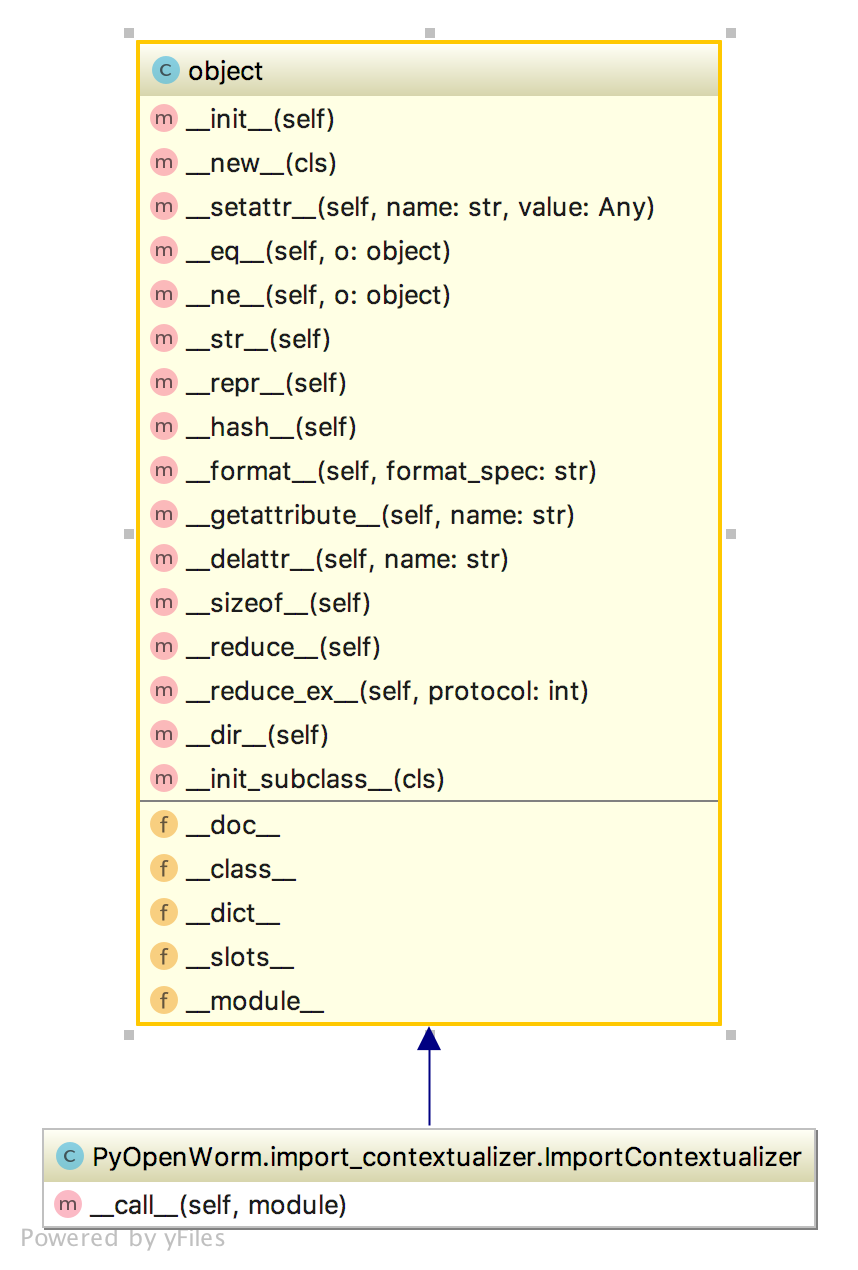 C object
m __init__(self)
m __new__(cls)
m __setattr__(self, name: str, value: Any)
m __eq__(self, o: object)
m __ne__(self, o: object)
m __str__(self)
m __repr__(self)
m __hash__(self)
m __format__(self, format_spec: str)
m __getattribute__(self, name: str)
m __delattr__(self, name: str)
m __sizeof__(self)
m __reduce__(self)
m __reduce_ex__(self, protocol: int)
m __dir__(self)
m __init_subclass__(cls)
f __doc__
f __class__
f __dict__
f __slots__
f __module__
C PyOpenWorm.import_contextualizer.ImportContextualizer
m __call__(self, module)
Powered by yFiles